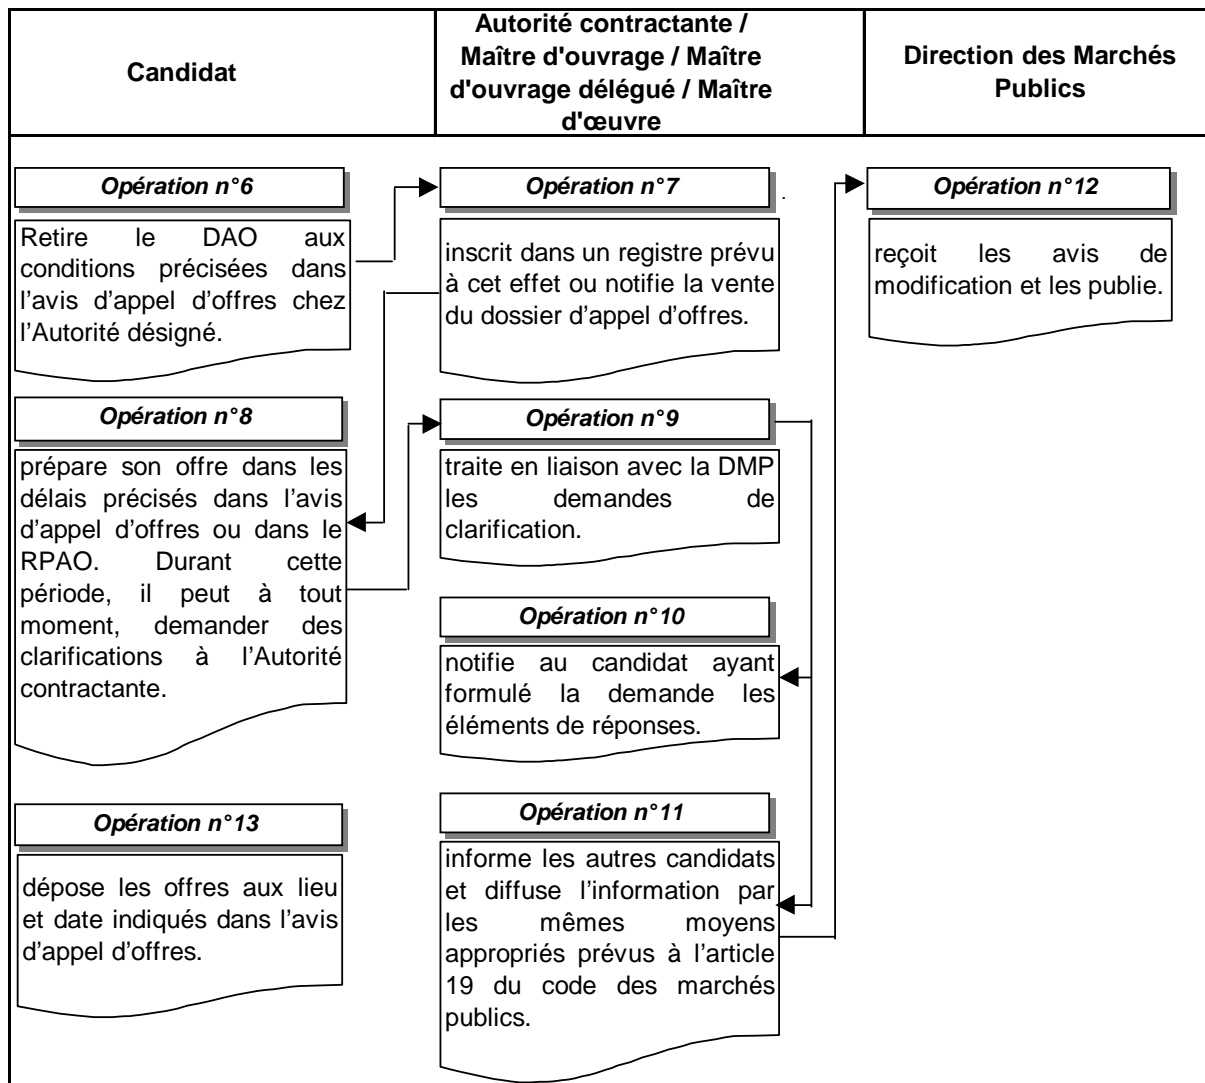 Candidat
Autorité contractante /
Maître d'ouvrage / Maître
d'ouvrage délégué / Maître
d'œuvre
Direction des Marchés
Publics
Opération n°6
Retire le DAO aux
conditions précisées dans
l'avis d'appel d'offres chez
l'Autorité désigné.
Opération n°7
inscrit dans un registre prévu
à cet effet ou notifie la vente
du dossier d'appel d'offres.
Opération n°12
reçoit les avis de
modification et les publie.
Opération n°8
prépare son offre dans les
délais précisés dans l'avis
d'appel d'offres ou dans le
RPAO. Durant cette
période, il peut à tout
moment, demander des
clarifications à l'Autorité
contractante.
Opération n°9
traite en liaison avec la DMP
les demandes de
clarification.
Opération n°10
notifie au candidat ayant
formulé la demande les
éléments de réponses.
Opération n°13
dépose les offres aux lieu
et date indiqués dans l'avis
d'appel d'offres.
Opération n°11
informe les autres candidats
et diffuse l'information par
les mêmes moyens
appropriés prévus à l'article
19 du code des marchés
publics.